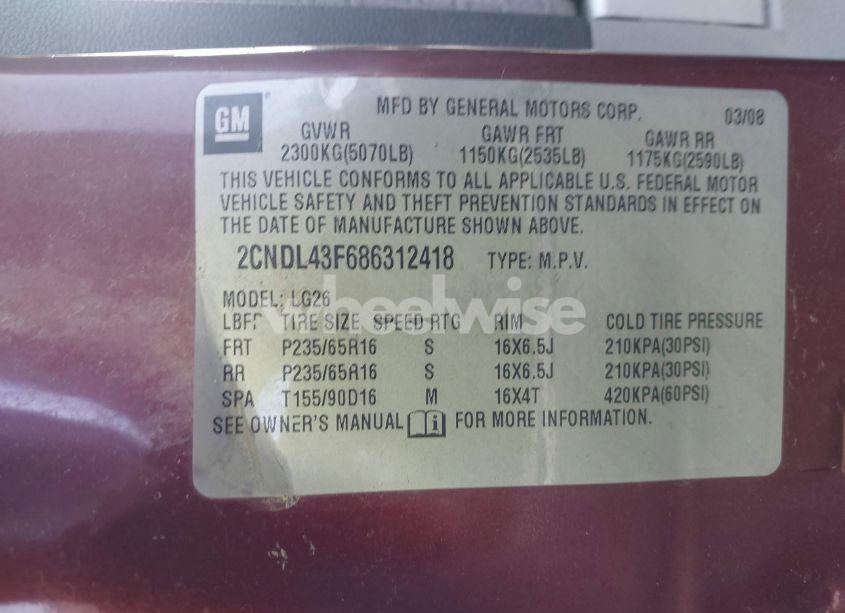 GM
MFD BY GENERAL MOTORS CORP. 03/08
GVWR GAWR FRT GAWR RR
2300KG(5070LB) 1150KG(2535LB) 1175KG(2590LB)
THIS VEHICLE CONFORMS TO ALL APPLICABLE U.S. FEDERAL MOTOR
VEHICLE SAFETY AND THEFT PREVENTION STANDARDS IN EFFECT ON
THE DATE OF MANUFACTURE SHOWN ABOVE.
2CNDL43F686312418 TYPE: M.P.V.
MODEL: LG26
wheelwise
LBFF TIRE SIZE SPEED RTG RIM COLD TIRE PRESSURE
FRT P235/65R16 S 16X6.5J 210KPA(30PSI)
RR P235/65R16 S 16X6.5J 210KPA(30PSI)
SPA T155/90D16 M 16X4T 420KPA(60PSI)
SEE OWNER'S MANUAL FOR MORE INFORMATION.